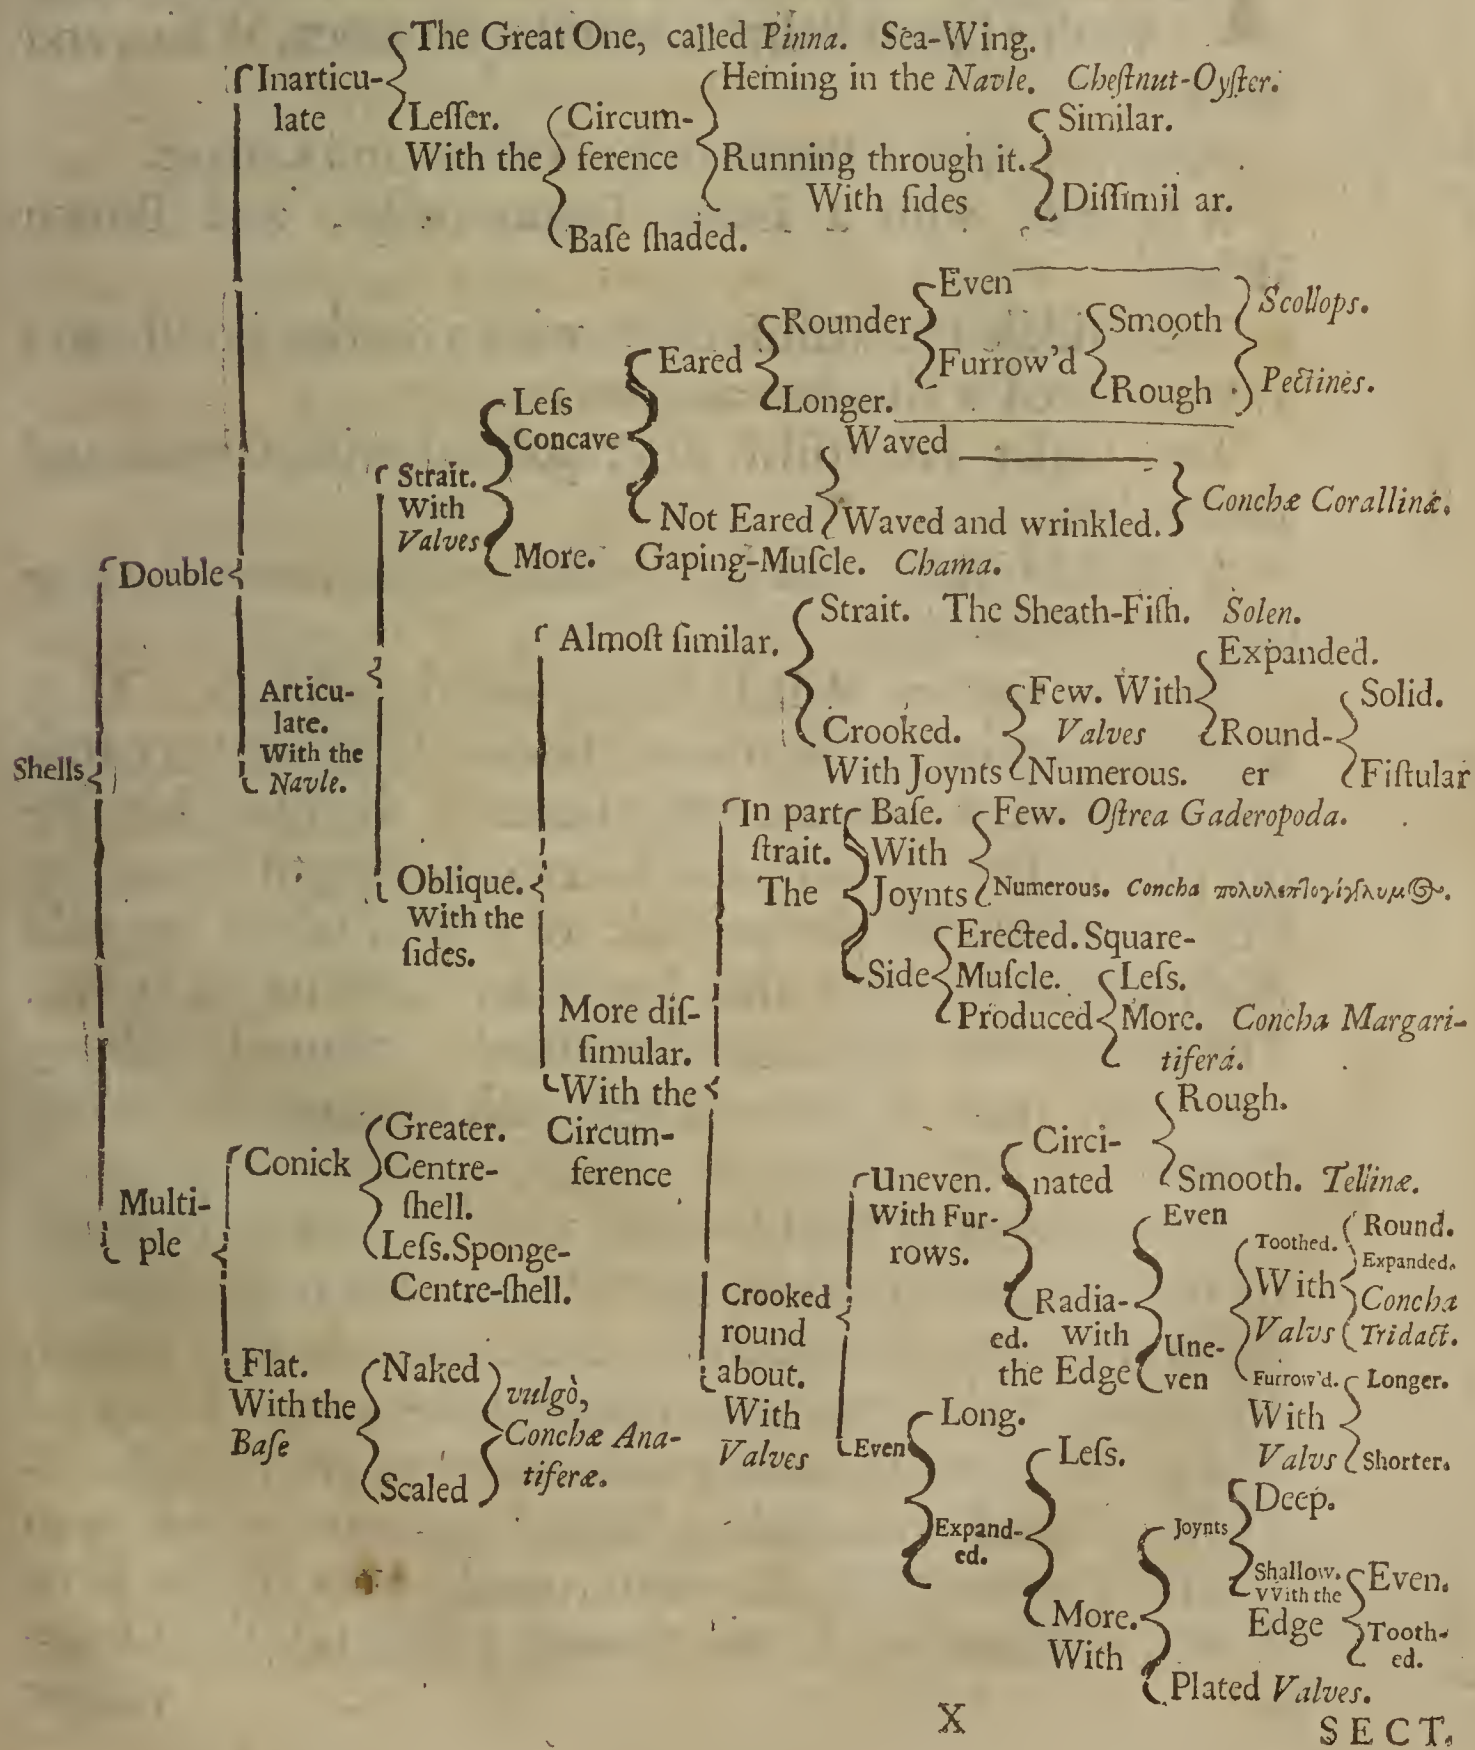 The Great One, called Pinna. Sea-Wing.
Inarticu-
late
Leſſer.
With the
Circum-
ference
Heming in the Navle. Cheſtnut-Oyſter.
Running through it.
With ſides
Similar.
Diſſimil ar.
Baſe ſhaded.
Even
Rounder
Furrow'd
Smooth
Rough
Scollops.
Pectines.
Eared
Longer.
Leſs
Concave
Strait.
With
Valves
Waved
Not Eared
Waved and wrinkled.
Conchæ Corallinæ.
More. Gaping-Muſcle. Chama.
Shells
Double
Articu-
late.
With the
Navle.
Almoſt ſimilar.
Strait. The Sheath-Fiſh. Solen.
Crooked.
With Joynts
Few. With
Valves
Numerous.
Expanded.
Round-
er
Solid.
Fiſtular
Oblique.
With the
ſides.
In part
ſtrait.
The
Baſe.
With
Joynts
Few. Oſtrea Gaderopoda.
Numerous. Concha
Side
Erected. Square-
Muſcle.
Produced
Leſs.
More. Concha Margari-
tiferá.
More diſ-
ſimular.
With the
Circum-
ference
Multi-
ple
Conick
Greater.
Centre-
ſhell.
Leſs. Sponge-
Centre-ſhell.
Flat.
With the
Baſe
Naked
Scaled
vulgò,
Conchæ Ana-
tiferæ.
Crooked
round
about.
With
Valves
Uneven.
With Fur-
rows.
Circi-
nated
Rough.
Smooth. Tellinæ.
Radia-
ed. With
the Edge
Even
Une-
ven
Toothed.
With
Valvs
Round.
Expanded.
Concha
Tridact.
Furrow'd.
With
Valvs
Longer.
Shorter.
Even
Long.
Expand-
ed.
Leſs.
More.
With
Joynts
Deep.
Shallow.
VVith the
Edge
Even.
Tooth-
ed.
Plated Valves.
X
SECT.